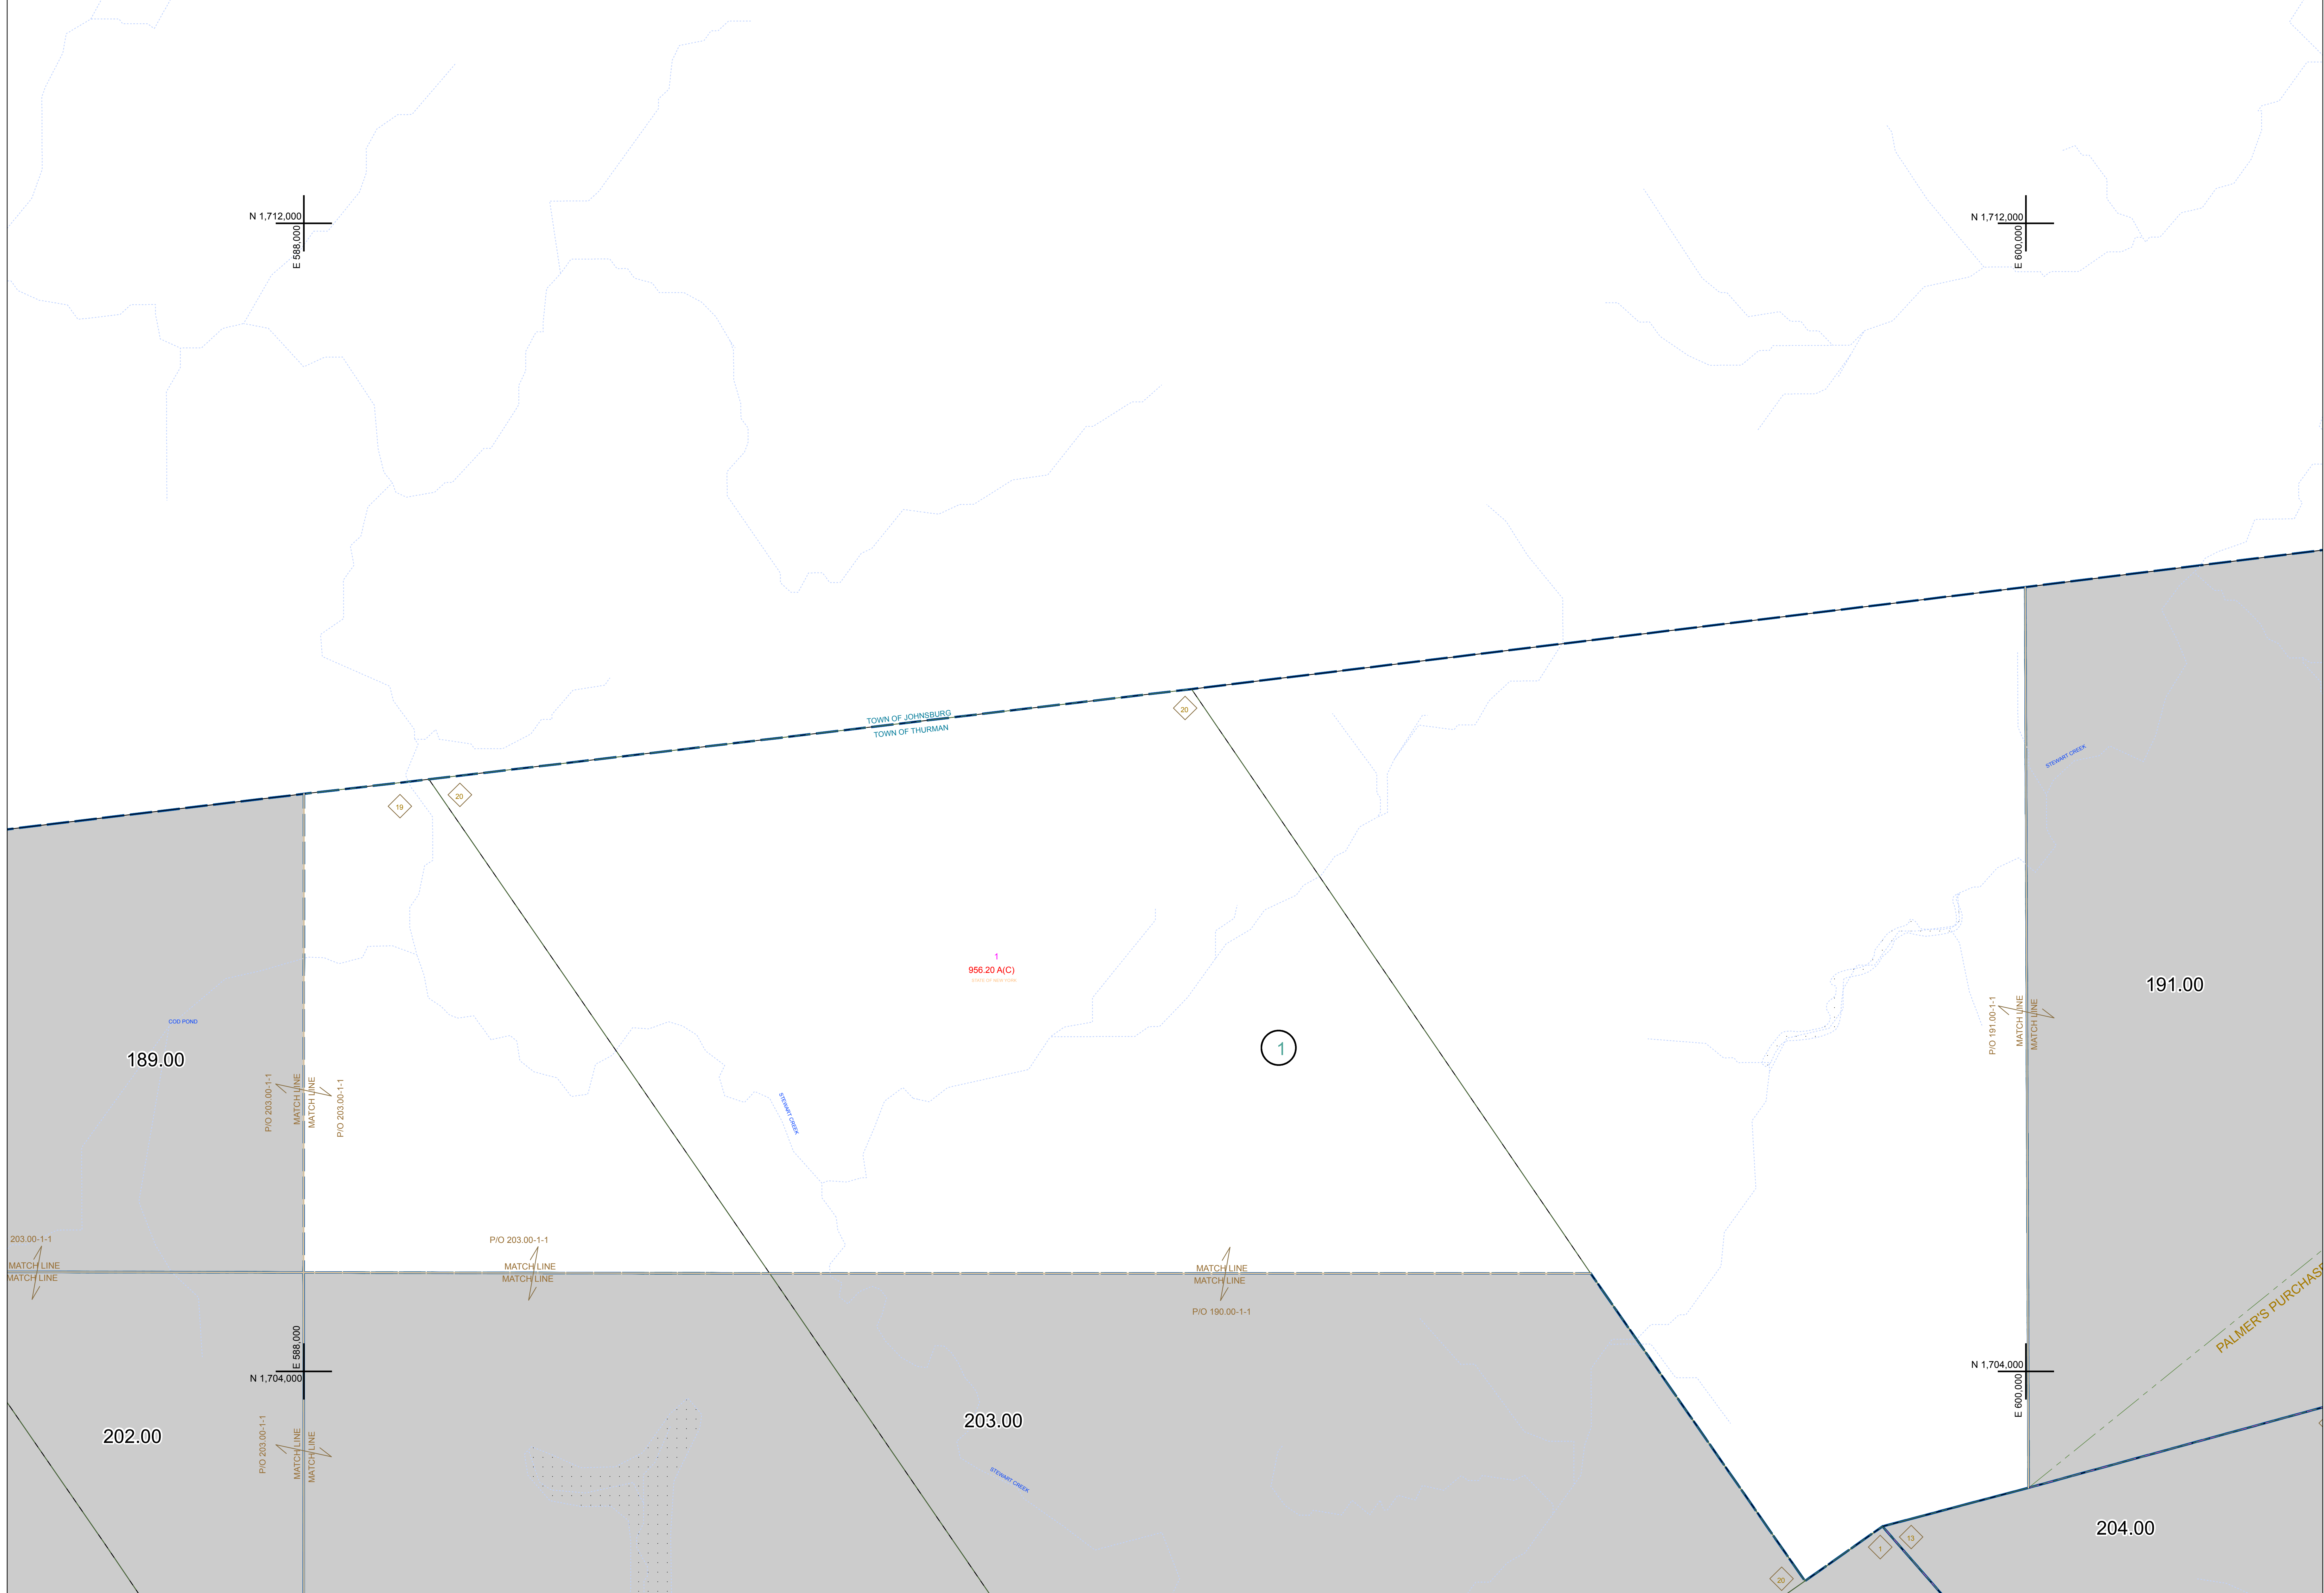 N 1,712,000
E 588,000
N 1,712,000
E 600,000
TOWN OF JOHNSBURG
TOWN OF THURMAN
20
19
20
STEWART CREEK
1
956.20 A(C)
STATE OF NEW YORK
191.00
COD POND
189.00
1
P/O 191.00-1-1
MATCH LINE
MATCH LINE
P/O 203.00-1-1
MATCH LINE
MATCH LINE
P/O 203.00-1-1
STEWART CREEK
203.00-1-1
MATCH LINE
MATCH LINE
P/O 203.00-1-1
MATCH LINE
MATCH LINE
MATCH LINE
MATCH LINE
P/O 190.00-1-1
PALMER'S PURCHASE
E 588,000
N 1,704,000
N 1,704,000
E 600,000
202.00
P/O 203.00-1-1
MATCH LINE
MATCH LINE
203.00
STEWART CREEK
204.00
13
1
20